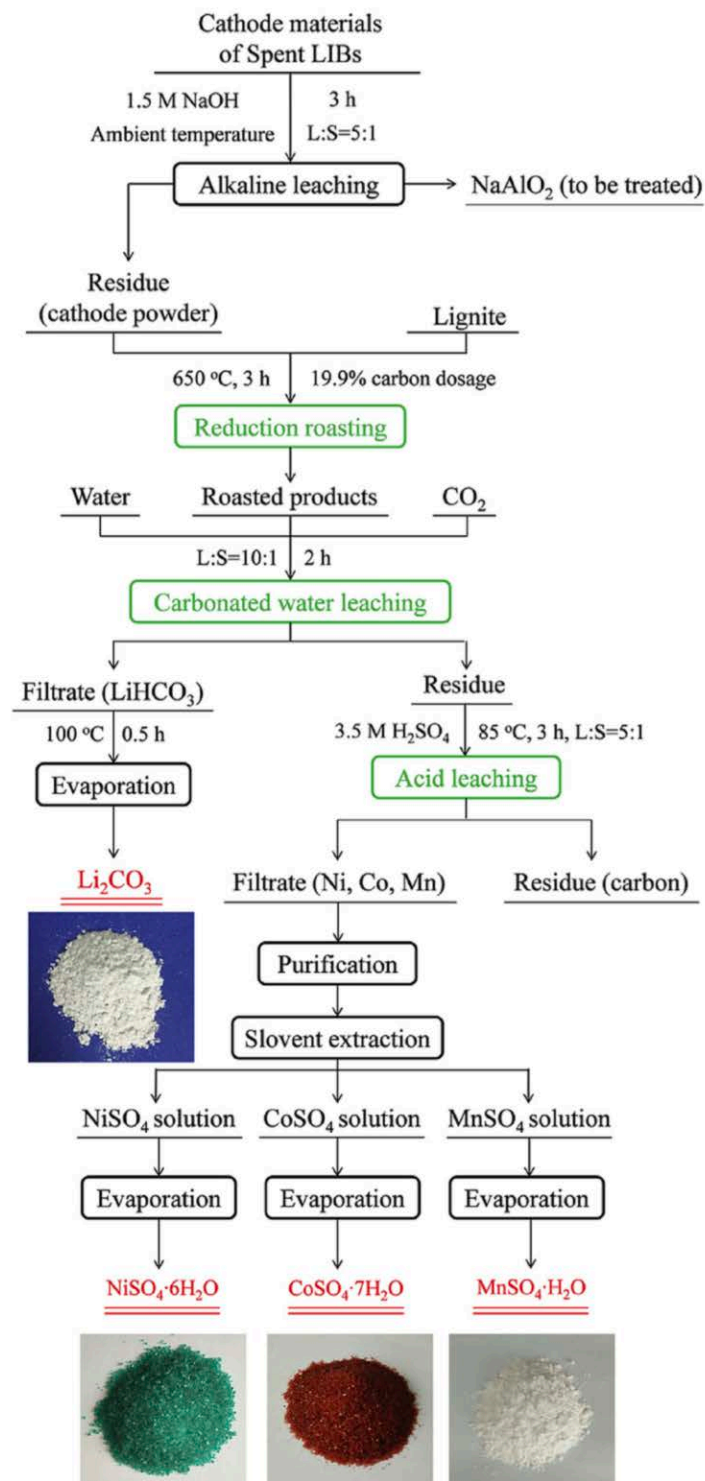 Cathode materials
of Spent LIBs
1.5 M NaOH
3 h
Ambient temperature
L:S=5:1
Alkaline leaching
NaAlO₂ (to be treated)
Residue
(cathode powder)
Lignite
650 °C, 3 h
19.9% carbon dosage
Reduction roasting
Water
Roasted products
CO₂
L:S=10:1
2 h
Carbonated water leaching
Filtrate (LiHCO₃)
Residue
100 °C
0.5 h
3.5 M H₂SO₄
85 °C, 3 h, L:S=5:1
Evaporation
Acid leaching
Li₂CO₃
Filtrate (Ni, Co, Mn)
Residue (carbon)
Purification
Slovent extraction
NiSO₄ solution
CoSO₄ solution
MnSO₄ solution
Evaporation
Evaporation
Evaporation
NiSO₄·6H₂O
CoSO₄·7H₂O
MnSO₄·H₂O